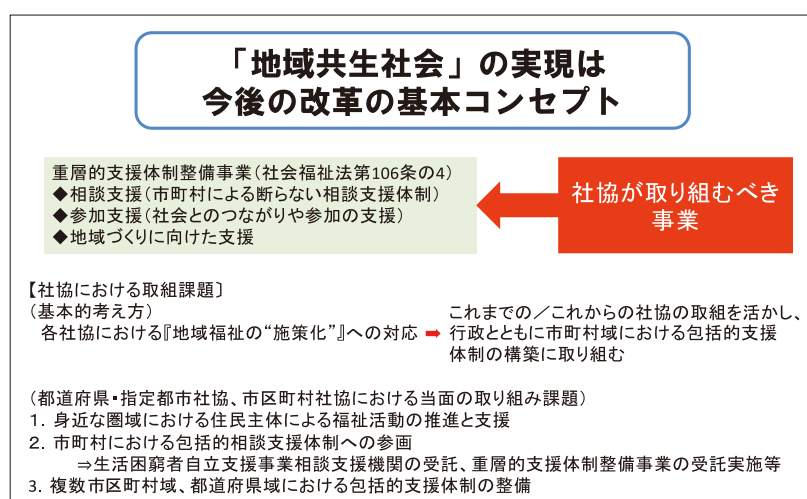 「地域共生社会」の実現は
今後の改革の基本コンセプト
重層的支援体制整備事業(社会福祉法第106条の4)
◆相談支援(市町村による断らない相談支援体制)
◆参加支援(社会とのつながりや参加の支援)
◆地域づくりに向けた支援
社協が取り組むべき
事業
【社協における取組課題〕
(基本的考え方)
各社協における『地域福祉の“施策化”』への対応 ➡ これまでの／これからの社協の取組を活かし、
行政とともに市町村域における包括的支援
体制の構築に取り組む
(都道府県・指定都市社協、市区町村社協における当面の取り組み課題)
1. 身近な圏域における住民主体による福祉活動の推進と支援
2. 市町村における包括的相談支援体制への参画
⇒生活困窮者自立支援事業相談支援機関の受託、重層的支援体制整備事業の受託実施等
3. 複数市区町村域、都道府県域における包括的支援体制の整備